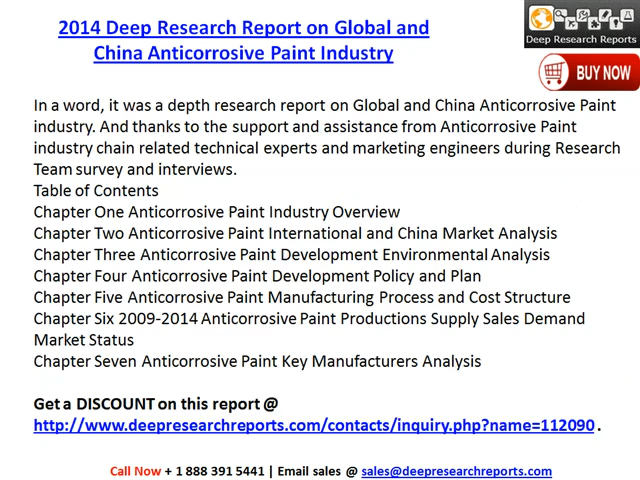 2014 Deep Research Report on Global and
China Anticorrosive Paint Industry
Deep Research Reports
BUY NOW
In a word, it was a depth research report on Global and China Anticorrosive Paint
industry. And thanks to the support and assistance from Anticorrosive Paint
industry chain related technical experts and marketing engineers during Research
Team survey and interviews.
Table of Contents
Chapter One Anticorrosive Paint Industry Overview
Chapter Two Anticorrosive Paint International and China Market Analysis
Chapter Three Anticorrosive Paint Development Environmental Analysis
Chapter Four Anticorrosive Paint Development Policy and Plan
Chapter Five Anticorrosive Paint Manufacturing Process and Cost Structure
Chapter Six 2009-2014 Anticorrosive Paint Productions Supply Sales Demand
Market Status
Chapter Seven Anticorrosive Paint Key Manufacturers Analysis
Get a DISCOUNT on this report @
http://www.deepresearchreports.com/contacts/inquiry.php?name=112090 .
Call Now + 1 888 391 5441 | Email sales @ sales@deepresearchreports.com